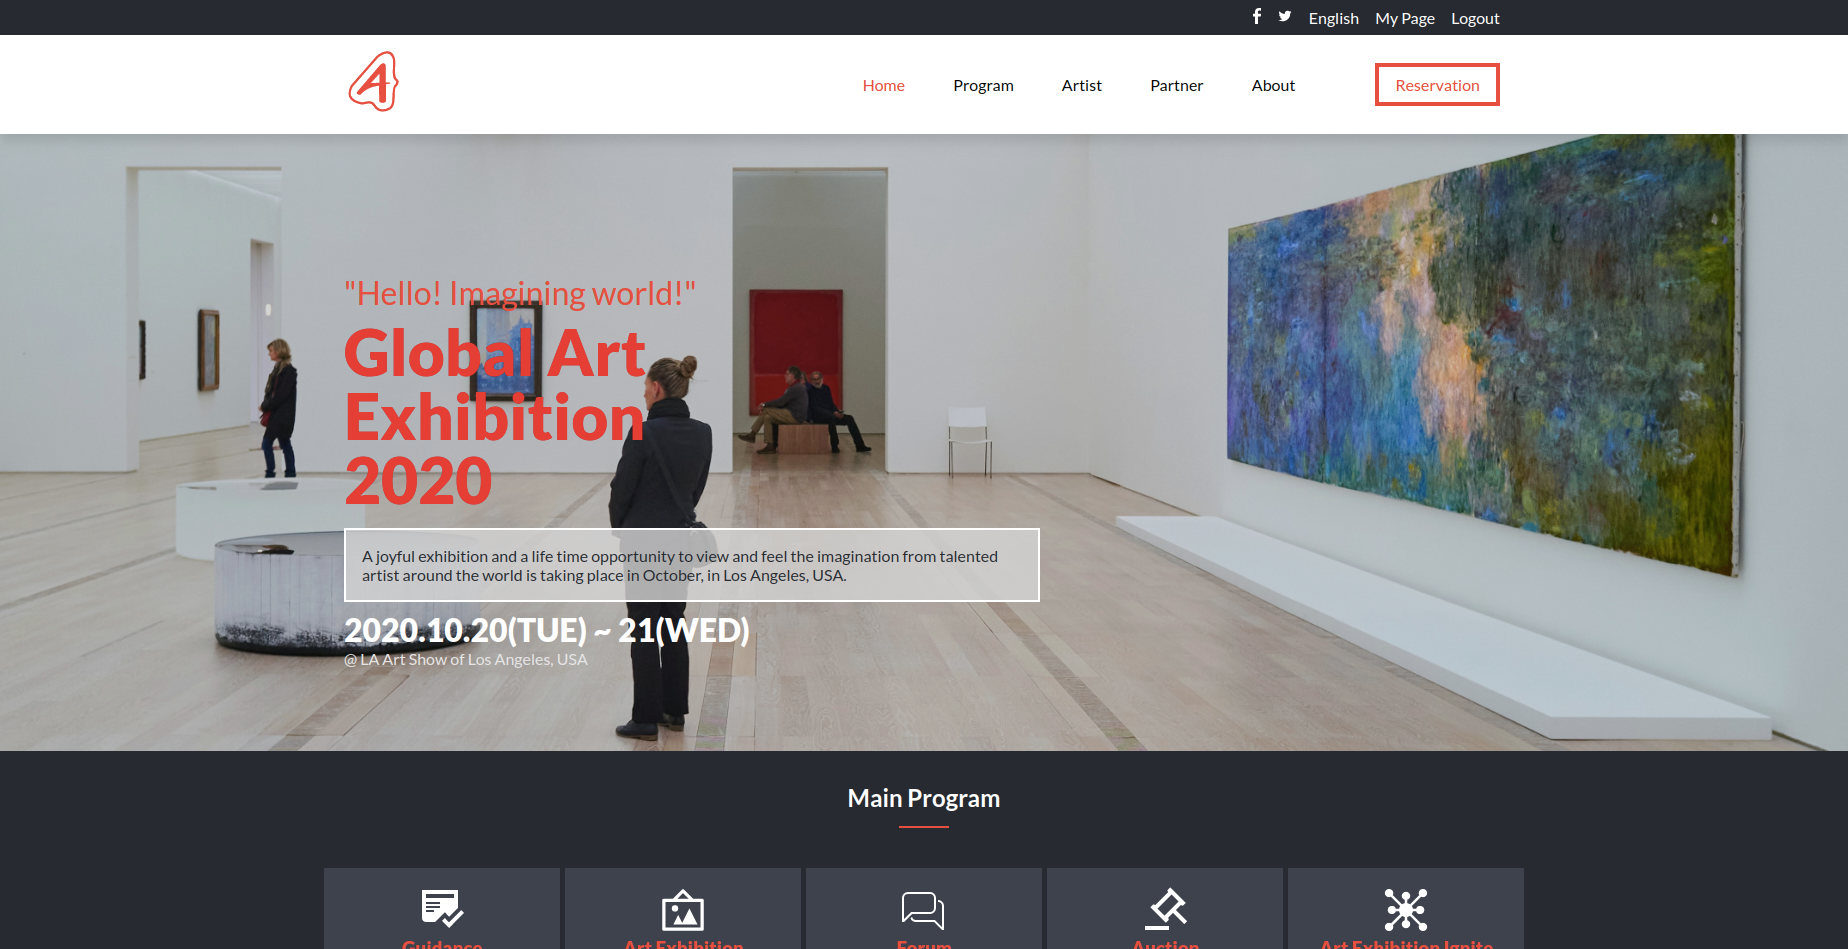 English My Page Logout
Home Program Artist Partner About Reservation
"Hello! Imagining world!"
Global Art
Exhibition
2020
A joyful exhibition and a life time opportunity to view and feel the imagination from talented
artist around the world is taking place in October, in Los Angeles, USA.
2020.10.20(TUE) ~ 21(WED)
@ LA Art Show of Los Angeles, USA
Main Program
Guidance Art Exhibition Forum Auction Art Exhibition Ignite